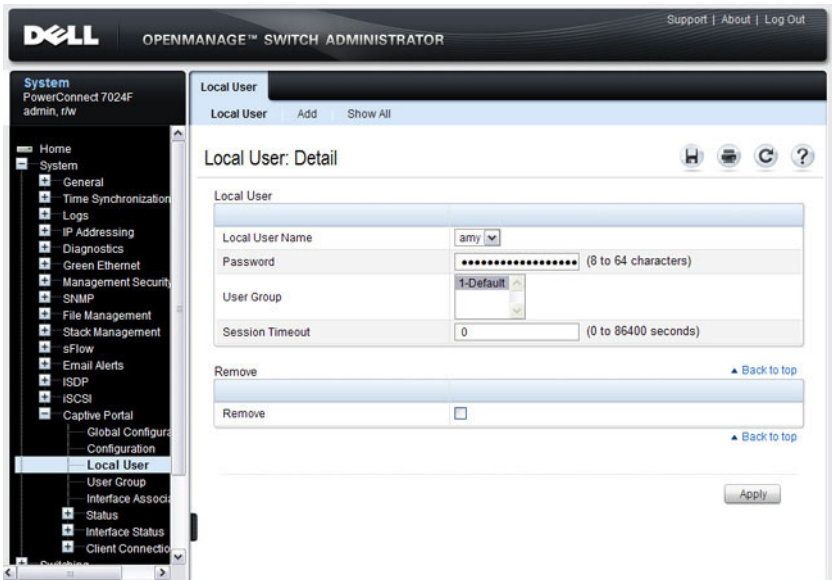 Support | About | Log Out
DELL
OPENMANAGE™ SWITCH ADMINISTRATOR
System
PowerConnect 7024F
admin, r/w
Home
System
General
Time Synchronization
Logs
IP Addressing
Diagnostics
Green Ethernet
Management Security
SNMP
File Management
Stack Management
sFlow
Email Alerts
ISDP
iSCSI
Captive Portal
Global Configura
Configuration
Local User
User Group
Interface Associa
Status
Interface Status
Client Connectio
Switching
Local User
Local User Add Show All
Local User: Detail
Local User
Local User Name amy
Password •••••••••••••••••• (8 to 64 characters)
User Group 1-Default
Session Timeout 0 (0 to 86400 seconds)
Remove ▲ Back to top
Remove
▲ Back to top
Apply